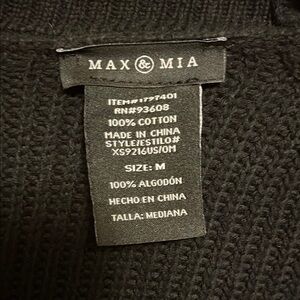 MAX & MIA
ITEM#1797401
RN#93608
100% COTTON
MADE IN CHINA
STYLE/ESTILO#
XS9216US/OM
SIZE: M
100% ALGODÓN
HECHO EN CHINA
TALLA: MEDIANA